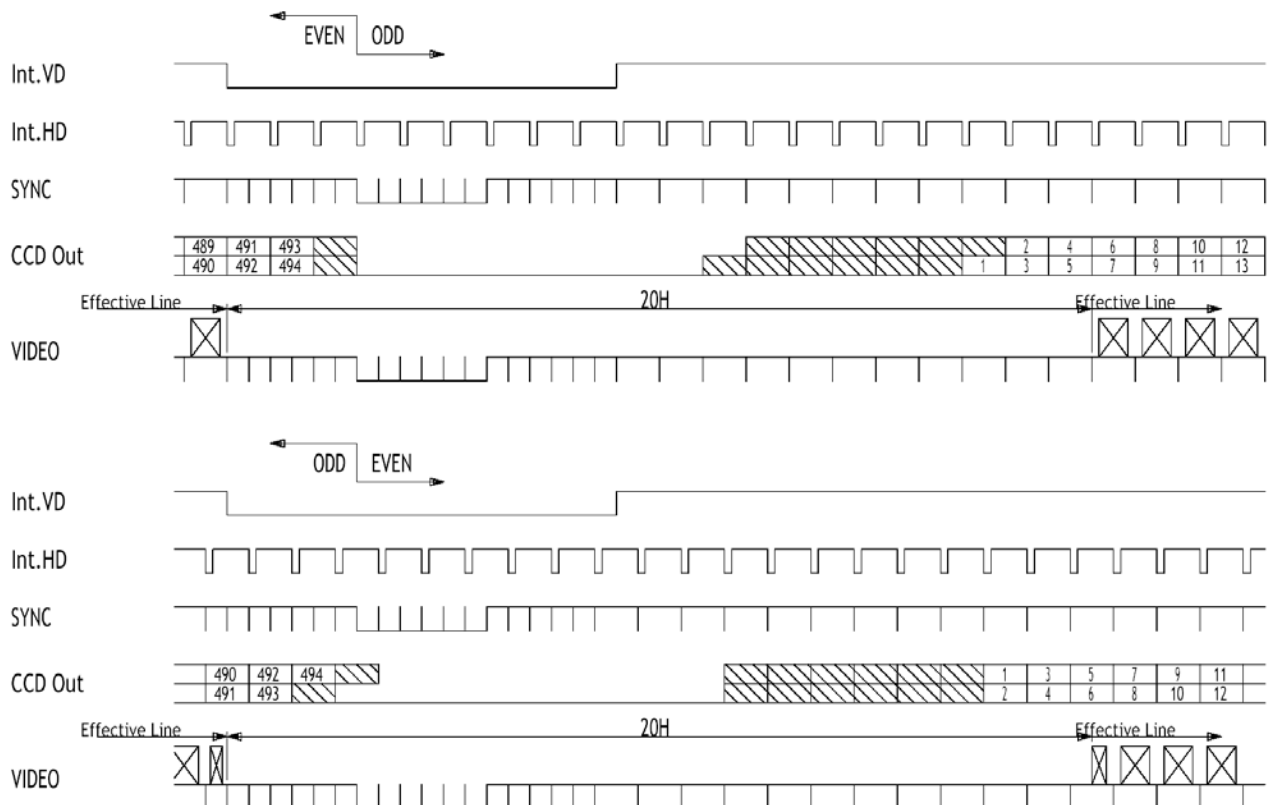 EVEN ODD
Int.VD
Int.HD
SYNC
CCD Out
489 491 493 2 4 6 8 10 12
490 492 494 1 3 5 7 9 11 13
Effective Line 20H Effective Line
VIDEO
ODD EVEN
Int.VD
Int.HD
SYNC
CCD Out
490 492 494 1 3 5 7 9 11
491 493 2 4 6 8 10 12
Effective Line 20H Effective Line
VIDEO